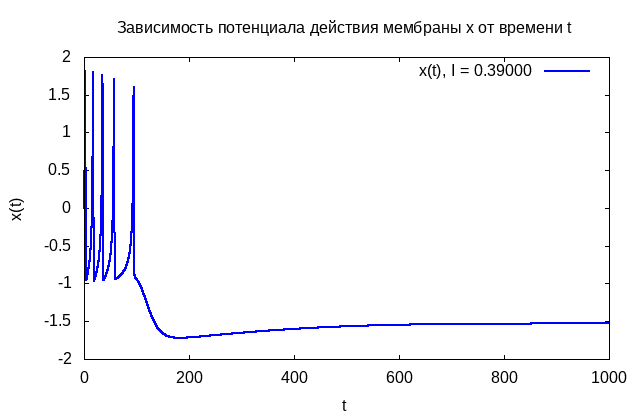 Зависимость потенциала действия мембраны x от времени t
x(t), I = 0.39000
2
1.5
1
0.5
0
-0.5
-1
-1.5
-2
x(t)
0 200 400 600 800 1000
t